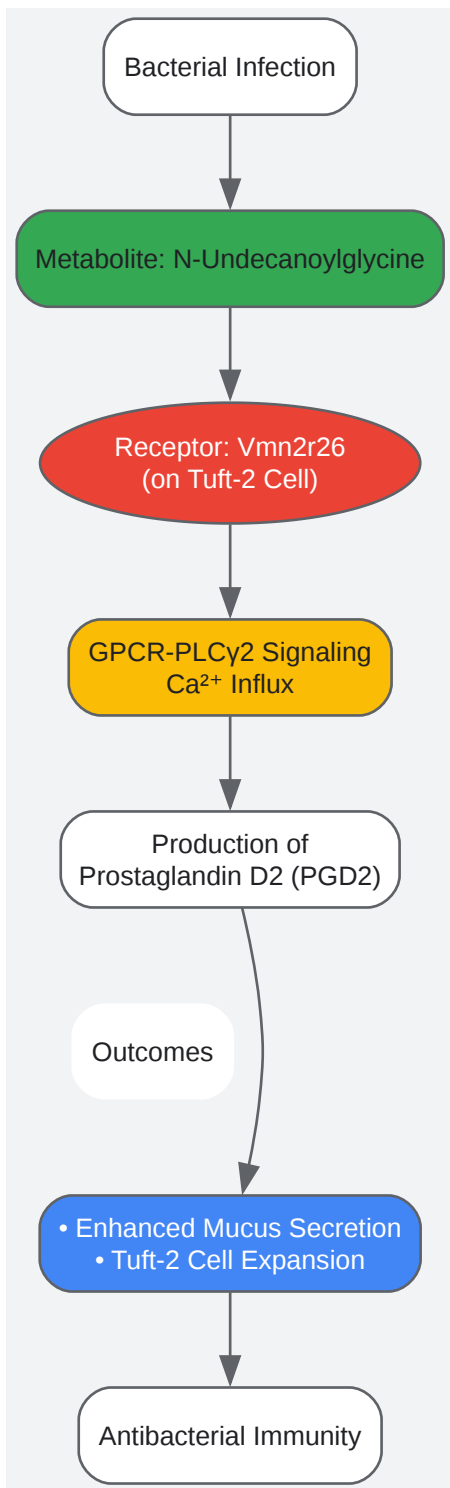 Bacterial Infection
Metabolite: N-Undecanoylglycine
Receptor: Vmn2r26
(on Tuft-2 Cell)
GPCR-PLCγ2 Signaling
Ca²⁺ Influx
Production of
Prostaglandin D2 (PGD2)
Outcomes
• Enhanced Mucus Secretion
• Tuft-2 Cell Expansion
Antibacterial Immunity